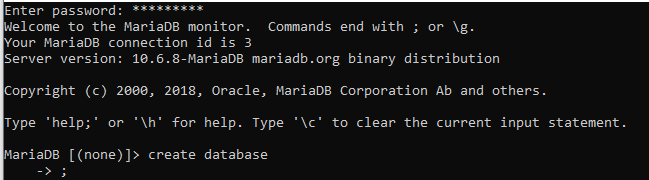 Enter password: *********
Welcome to the MariaDB monitor.  Commands end with ; or \g.
Your MariaDB connection id is 3
Server version: 10.6.8-MariaDB mariadb.org binary distribution
Copyright (c) 2000, 2018, Oracle, MariaDB Corporation Ab and others.
Type 'help;' or '\h' for help. Type '\c' to clear the current input statement.
MariaDB [(none)]> create database
    -> ;